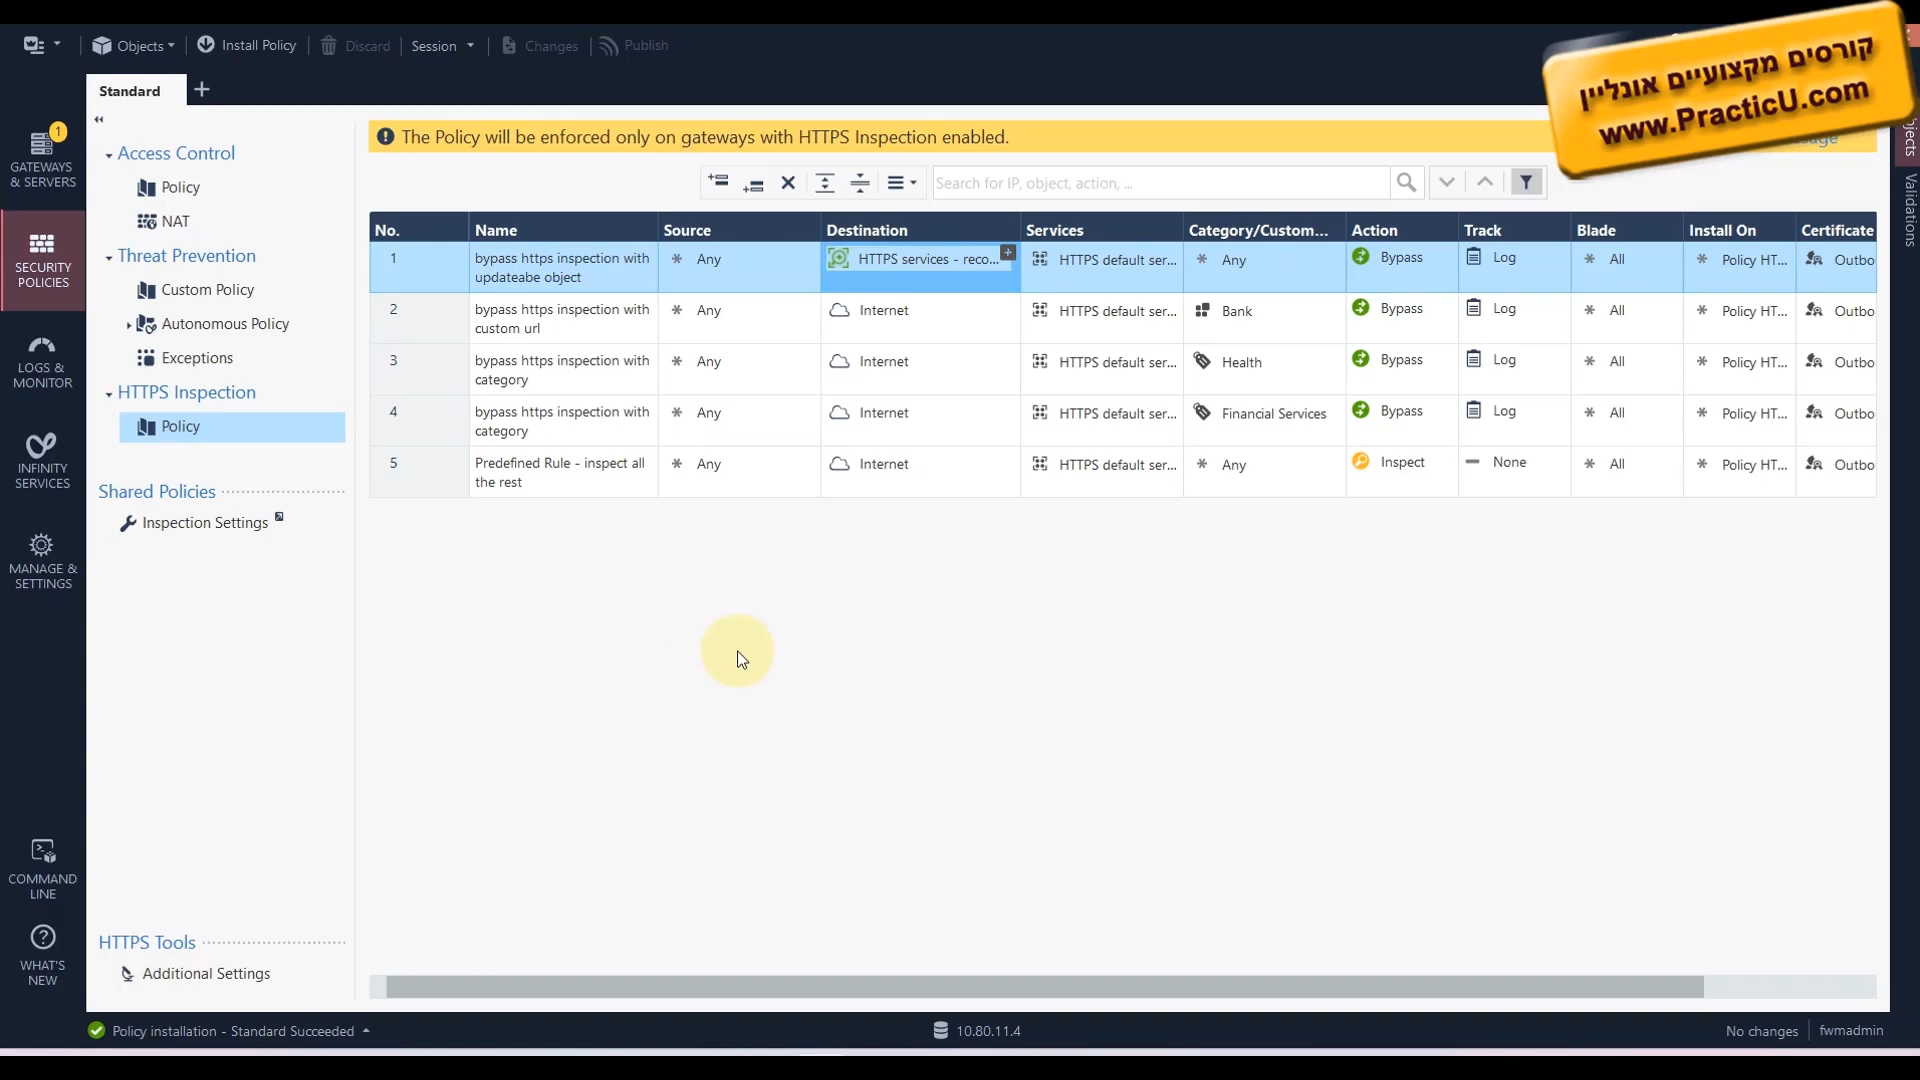 Objects
Install Policy
Discard
Session
Changes
Publish
קורסים מקצועיים אונליין
www.PracticU.com
Standard
+
1
GATEWAYS
& SERVERS
SECURITY
POLICIES
LOGS &
MONITOR
INFINITY
SERVICES
MANAGE &
SETTINGS
COMMAND
LINE
WHAT'S
NEW
Access Control
Policy
NAT
Threat Prevention
Custom Policy
Autonomous Policy
Exceptions
HTTPS Inspection
Policy
Shared Policies
Inspection Settings
HTTPS Tools
Additional Settings
The Policy will be enforced only on gateways with HTTPS Inspection enabled.
Search for IP, object, action, ...
No. Name Source Destination Services Category/Custom... Action Track Blade Install On Certificate
1 bypass https inspection with * Any HTTPS services - reco... HTTPS default ser... * Any Bypass Log * All * Policy HT... Outbo
updateabe object
2 bypass https inspection with * Any Internet HTTPS default ser... Bank Bypass Log * All * Policy HT... Outbo
custom url
3 bypass https inspection with * Any Internet HTTPS default ser... Health Bypass Log * All * Policy HT... Outbo
category
4 bypass https inspection with * Any Internet HTTPS default ser... Financial Services Bypass Log * All * Policy HT... Outbo
category
5 Predefined Rule - inspect all * Any Internet HTTPS default ser... * Any Inspect None * All * Policy HT... Outbo
the rest
Validations
Policy installation - Standard Succeeded
10.80.11.4
No changes
fwmadmin